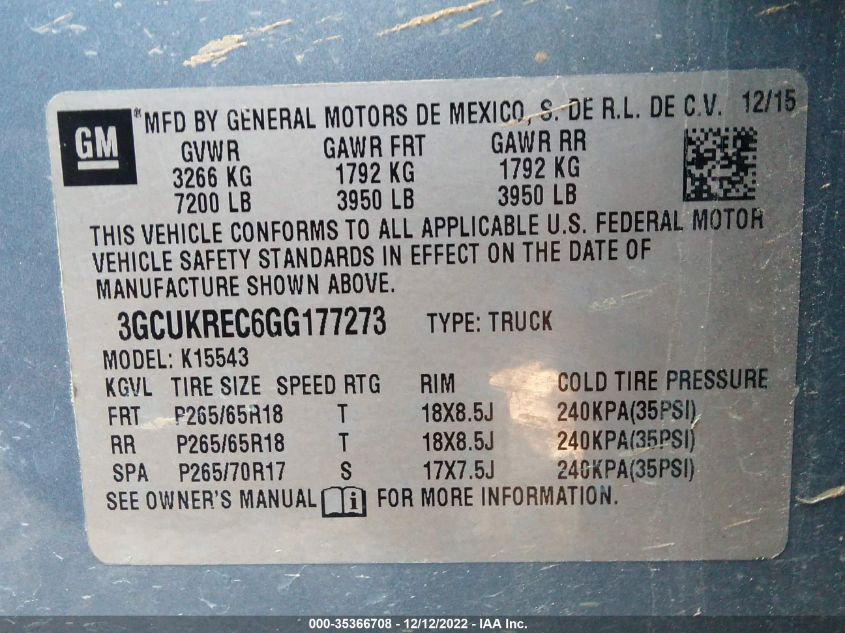 GM
® MFD BY GENERAL MOTORS DE MEXICO, S. DE R.L. DE C.V. 12/15
GVWR GAWR FRT GAWR RR
3266 KG 1792 KG 1792 KG
7200 LB 3950 LB 3950 LB
THIS VEHICLE CONFORMS TO ALL APPLICABLE U.S. FEDERAL MOTOR
VEHICLE SAFETY STANDARDS IN EFFECT ON THE DATE OF
MANUFACTURE SHOWN ABOVE.
3GCUKREC6GG177273 TYPE: TRUCK
MODEL: K15543
KGVL TIRE SIZE SPEED RTG RIM COLD TIRE PRESSURE
FRT P265/65R18 T 18X8.5J 240KPA(35PSI)
RR P265/65R18 T 18X8.5J 240KPA(35PSI)
SPA P265/70R17 S 17X7.5J 240KPA(35PSI)
SEE OWNER'S MANUAL i FOR MORE INFORMATION.
000-35366708 - 12/12/2022 - IAA Inc.